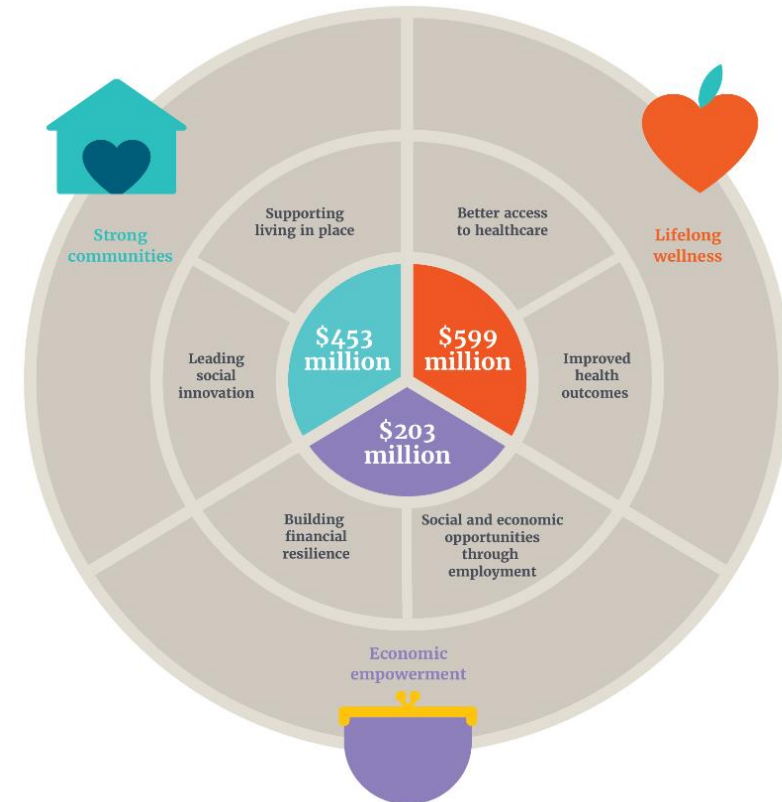 Supporting
living in place
Better access
to healthcare
Strong
communities
Lifelong
wellness
$453
million
$599
million
Leading
social
innovation
Improved
health
outcomes
$203
million
Building
financial
resilience
Social and economic
opportunities
through
employment
Economic
empowerment